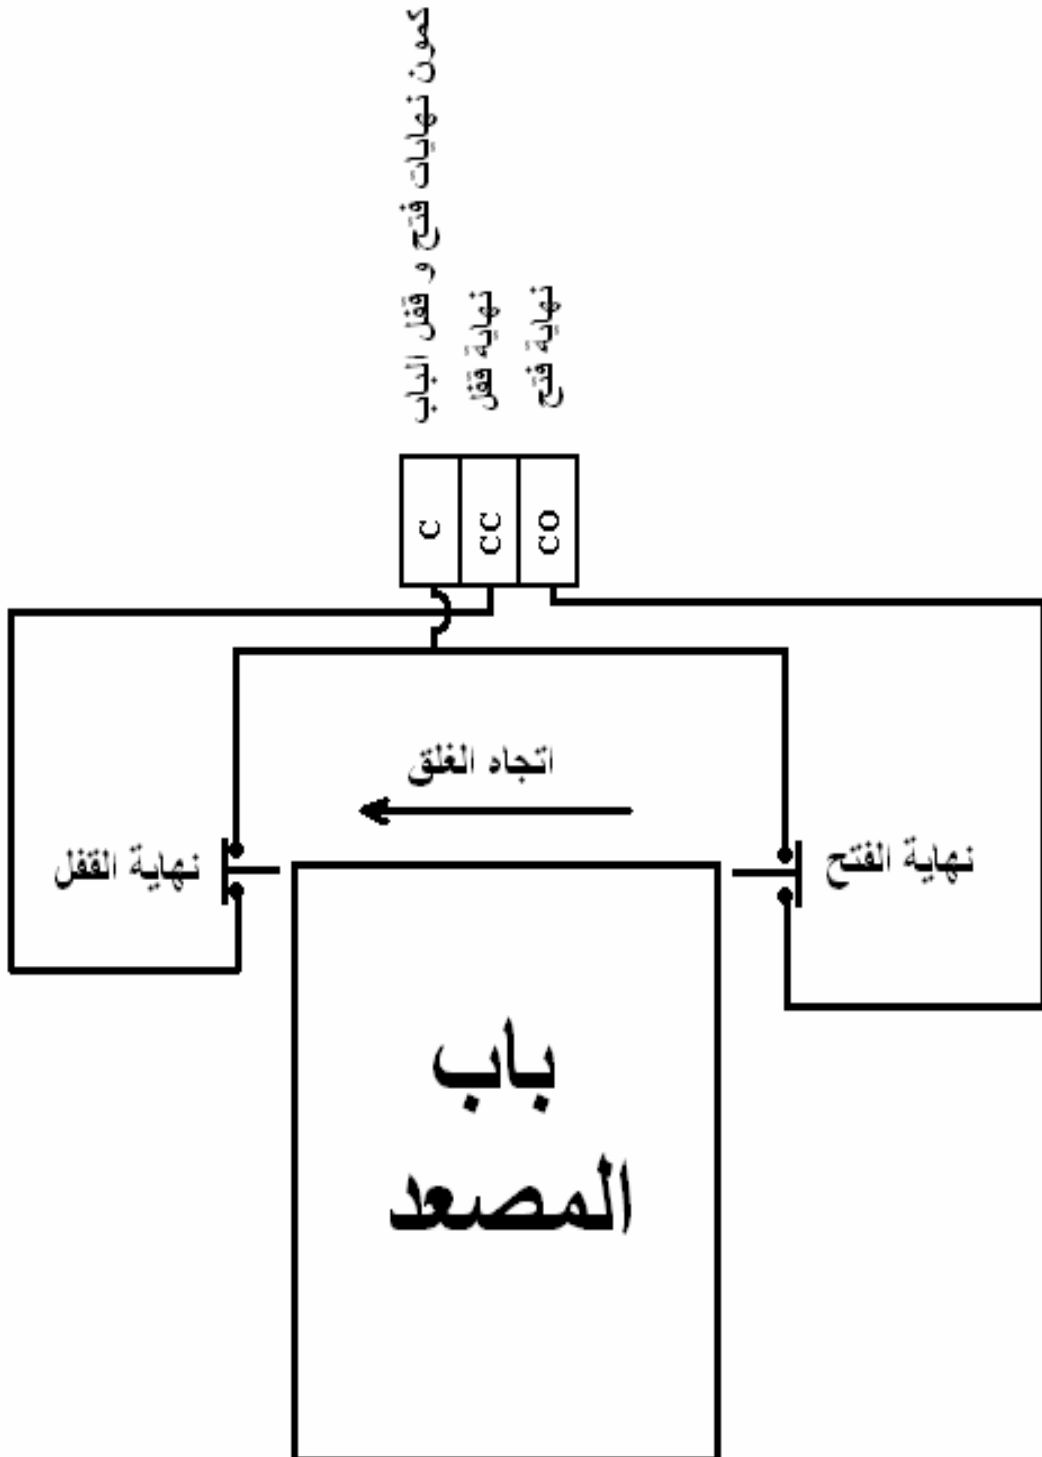 كمون نهايات فتح و قفل الباب
نهاية قفل
نهاية فتح
C
CC
CO
اتجاه الغلق
نهاية القفل
نهاية الفتح
باب
المصعد